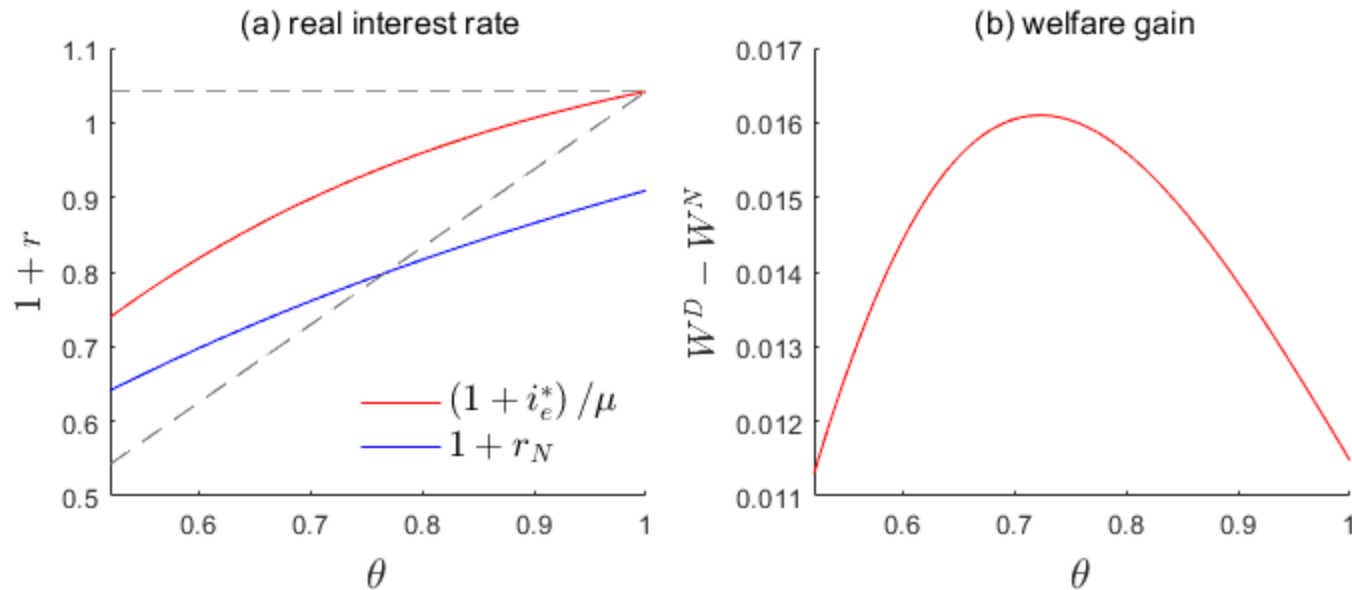 (a) real interest rate
1.1
1
0.9
0.8
0.7
0.6
0.5
1 + r
(1 + i*_e) / μ
1 + r_N
0.6 0.7 0.8 0.9 1
θ
(b) welfare gain
0.017
0.016
0.015
0.014
0.013
0.012
0.011
W^D − W^N
0.6 0.7 0.8 0.9 1
θ